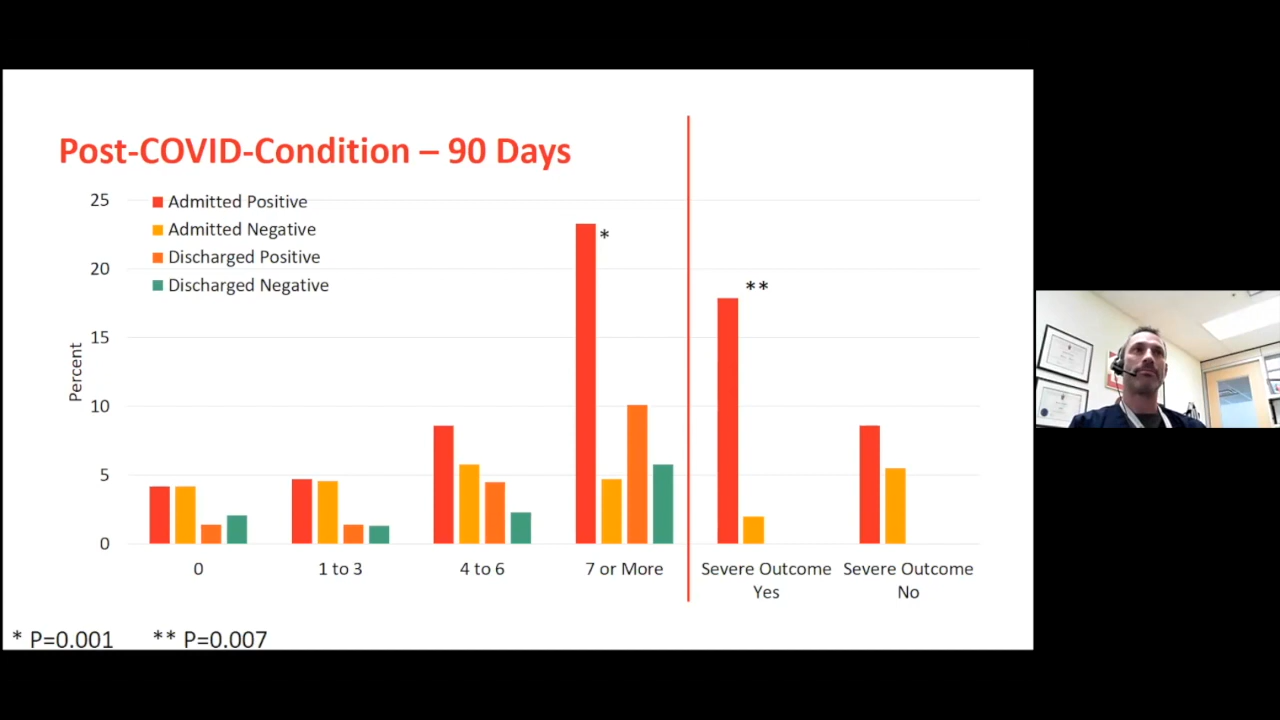 Post-COVID-Condition – 90 Days
25
20
15
10
5
0
Percent
Admitted Positive
Admitted Negative
Discharged Positive
Discharged Negative
*
**
0
1 to 3
4 to 6
7 or More
Severe Outcome
Yes
Severe Outcome
No
* P=0.001 ** P=0.007